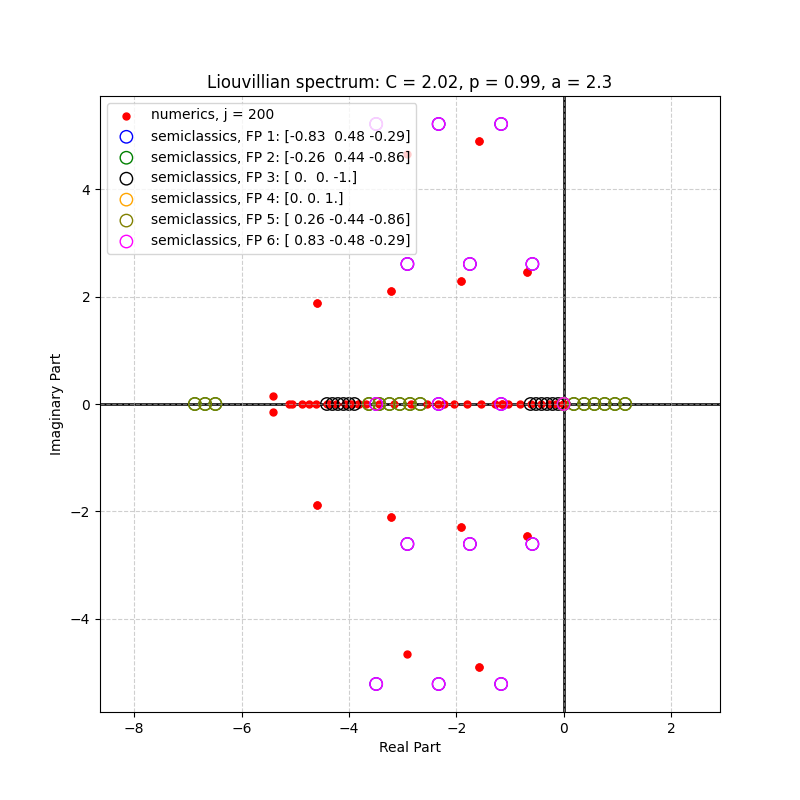 Liouvillian spectrum: C = 2.02, p = 0.99, a = 2.3
numerics, j = 200
semiclassics, FP 1: [-0.83  0.48 -0.29]
semiclassics, FP 2: [-0.26  0.44 -0.86]
semiclassics, FP 3: [ 0.  0. -1.]
semiclassics, FP 4: [0. 0. 1.]
semiclassics, FP 5: [ 0.26 -0.44 -0.86]
semiclassics, FP 6: [ 0.83 -0.48 -0.29]
4
2
0
−2
−4
Imaginary Part
−8 −6 −4 −2 0 2
Real Part